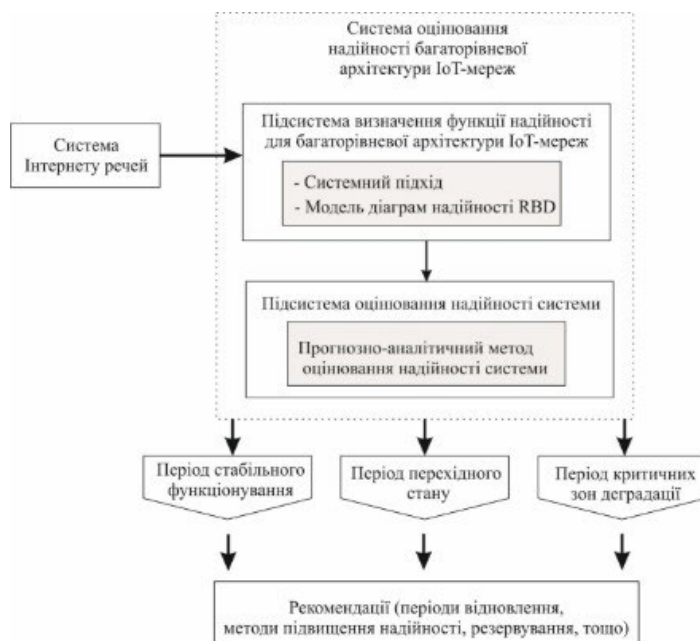 Система оцінювання
надійності багаторівневої
архітектури ІоТ-мереж
Система
Інтернету речей
Підсистема визначення функції надійності
для багаторівневої архітектури ІоТ-мереж
- Системний підхід
- Модель діаграм надійності RBD
Підсистема оцінювання надійності системи
Прогнозно-аналітичний метод
оцінювання надійності системи
Період стабільного
функціонування
Період перехідного
стану
Період критичних
зон деградації
Рекомендації (періоди відновлення,
методи підвищення надійності, резервування, тощо)